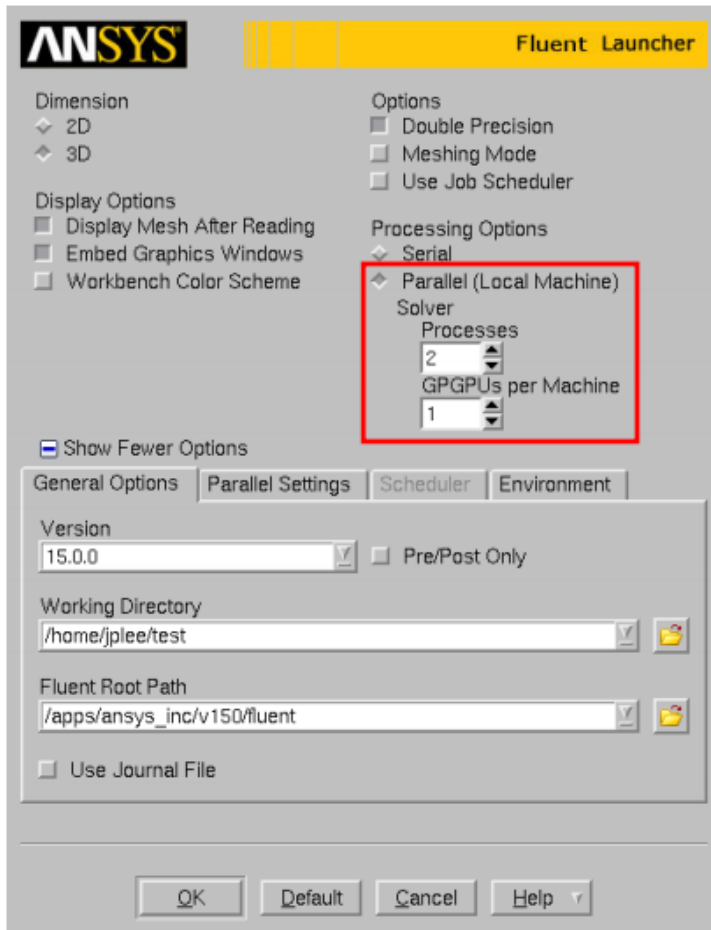 ANSYS
Fluent Launcher
Dimension
2D
3D
Display Options
Display Mesh After Reading
Embed Graphics Windows
Workbench Color Scheme
Options
Double Precision
Meshing Mode
Use Job Scheduler
Processing Options
Serial
Parallel (Local Machine)
Solver
Processes
2
GPGPUs per Machine
1
Show Fewer Options
General Options
Parallel Settings
Scheduler
Environment
Version
15.0.0
Pre/Post Only
Working Directory
/home/jplee/test
Fluent Root Path
/apps/ansys_inc/v150/fluent
Use Journal File
OK
Default
Cancel
Help